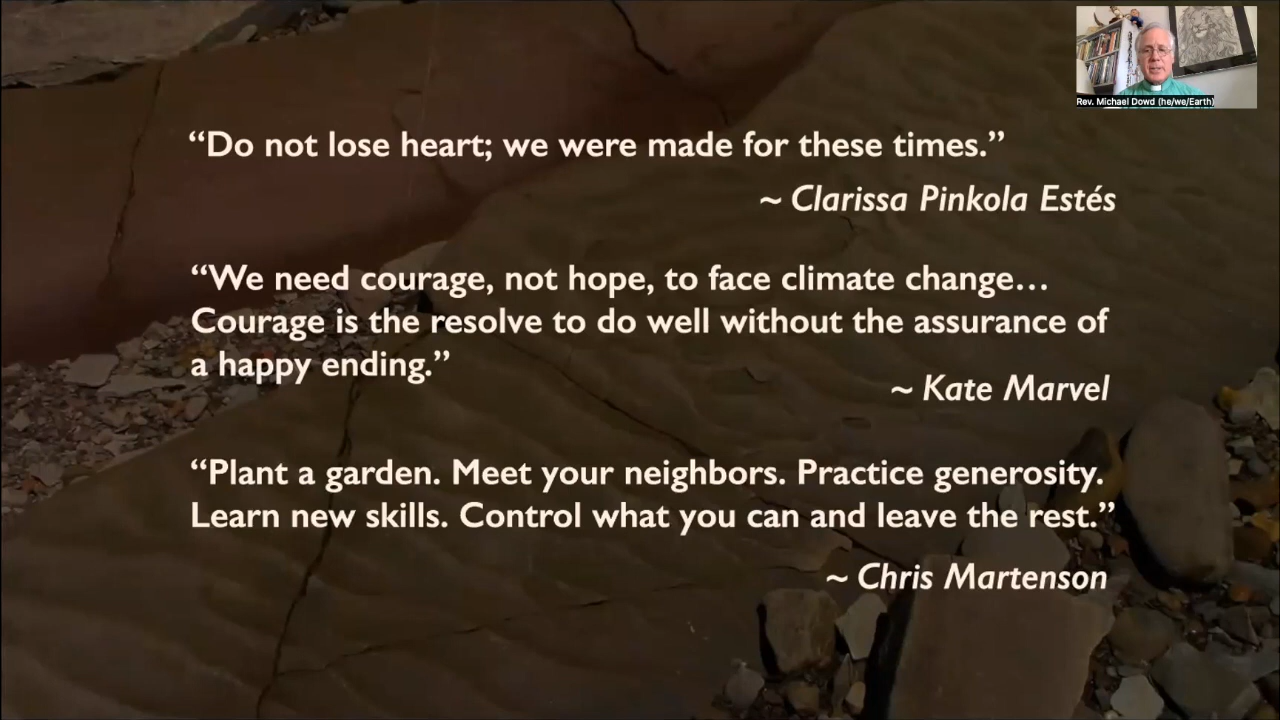 Rev. Michael Dowd (he/we/Earth)
“Do not lose heart; we were made for these times.”
~ Clarissa Pinkola Estés
“We need courage, not hope, to face climate change…
Courage is the resolve to do well without the assurance of
a happy ending.”
~ Kate Marvel
“Plant a garden. Meet your neighbors. Practice generosity.
Learn new skills. Control what you can and leave the rest.”
~ Chris Martenson